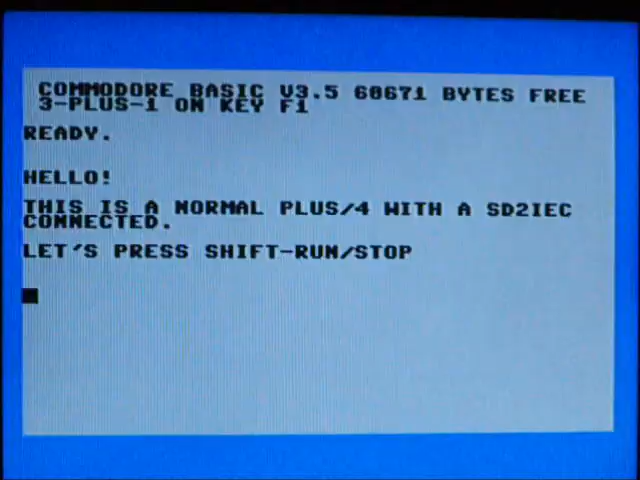 COMMODORE BASIC V3.5 60671 BYTES FREE
3-PLUS-1 ON KEY F1
READY.
HELLO!
THIS IS A NORMAL PLUS/4 WITH A SD2IEC
CONNECTED.
LET'S PRESS SHIFT-RUN/STOP